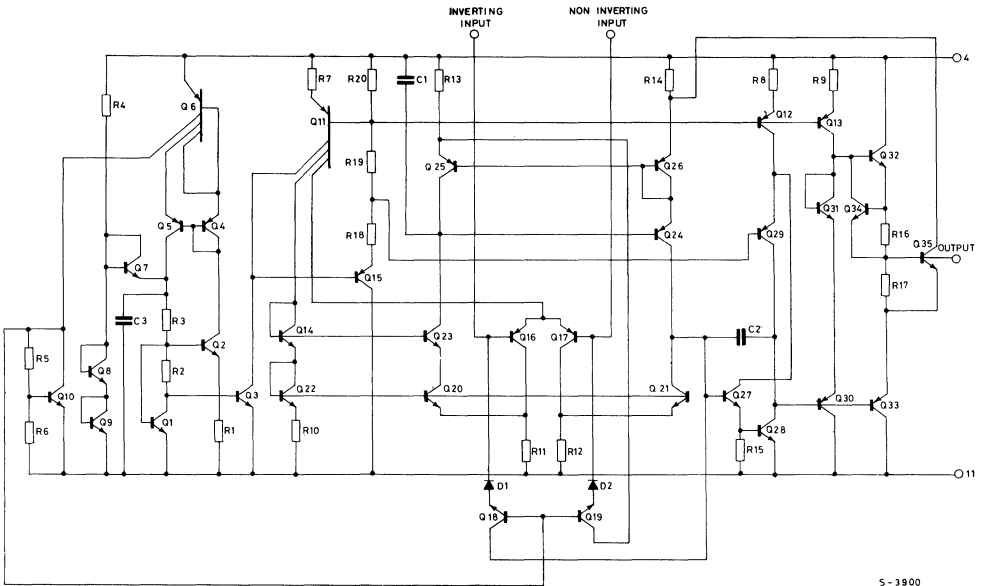 INVERTING
INPUT
NON INVERTING
INPUT
4
R4
Q6
R7
R20
C1
R13
R14
R8
R9
Q11
Q12
Q13
Q32
R19
Q25
Q26
Q5
Q4
Q31
Q34
R18
Q24
Q29
R16
Q35
OUTPUT
Q7
Q15
R17
C3
R3
Q14
Q23
Q16
Q17
C2
Q2
R5
R2
Q8
Q10
Q3
Q22
Q20
Q21
Q27
Q30
Q33
R6
Q9
Q1
R1
R10
R11
R12
R15
Q28
11
D1
D2
Q18
Q19
S-3900